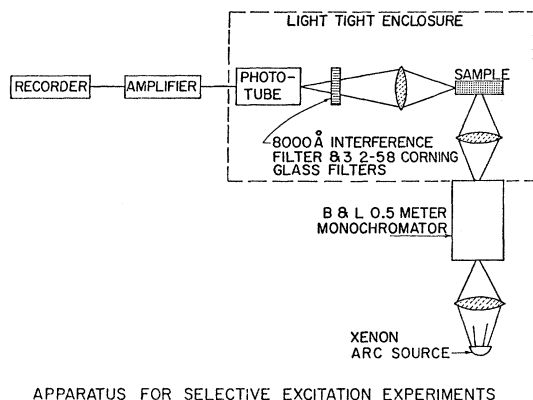 LIGHT TIGHT ENCLOSURE
RECORDER
AMPLIFIER
PHOTO-
TUBE
SAMPLE
8000 Å INTERFERENCE
FILTER & 3 2-58 CORNING
GLASS FILTERS
B & L 0.5 METER
MONOCHROMATOR
XENON
ARC SOURCE
APPARATUS FOR SELECTIVE EXCITATION EXPERIMENTS